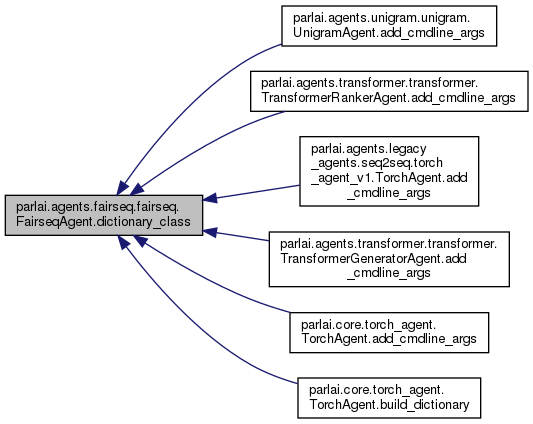 parlai.agents.unigram.unigram.
UnigramAgent.add_cmdline_args
parlai.agents.transformer.transformer.
TransformerRankerAgent.add_cmdline_args
parlai.agents.legacy
_agents.seq2seq.torch
_agent_v1.TorchAgent.add
_cmdline_args
parlai.agents.fairseq.fairseq.
FairseqAgent.dictionary_class
parlai.agents.transformer.transformer.
TransformerGeneratorAgent.add
_cmdline_args
parlai.core.torch_agent.
TorchAgent.add_cmdline_args
parlai.core.torch_agent.
TorchAgent.build_dictionary